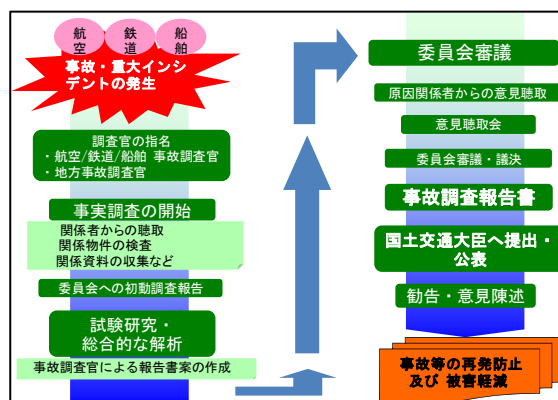 航空
鉄道
船舶
事故・重大インシ
デントの発生
調査官の指名
・航空/鉄道/船舶 事故調査官
・地方事故調査官
事実調査の開始
関係者からの聴取
関係物件の検査
関係資料の収集など
委員会への初動調査報告
試験研究・
総合的な解析
事故調査官による報告書案の作成
委員会審議
原因関係者からの意見聴取
意見聴取会
委員会審議・議決
事故調査報告書
国土交通大臣へ提出・
公表
勧告・意見陳述
事故等の再発防止
及び 被害軽減